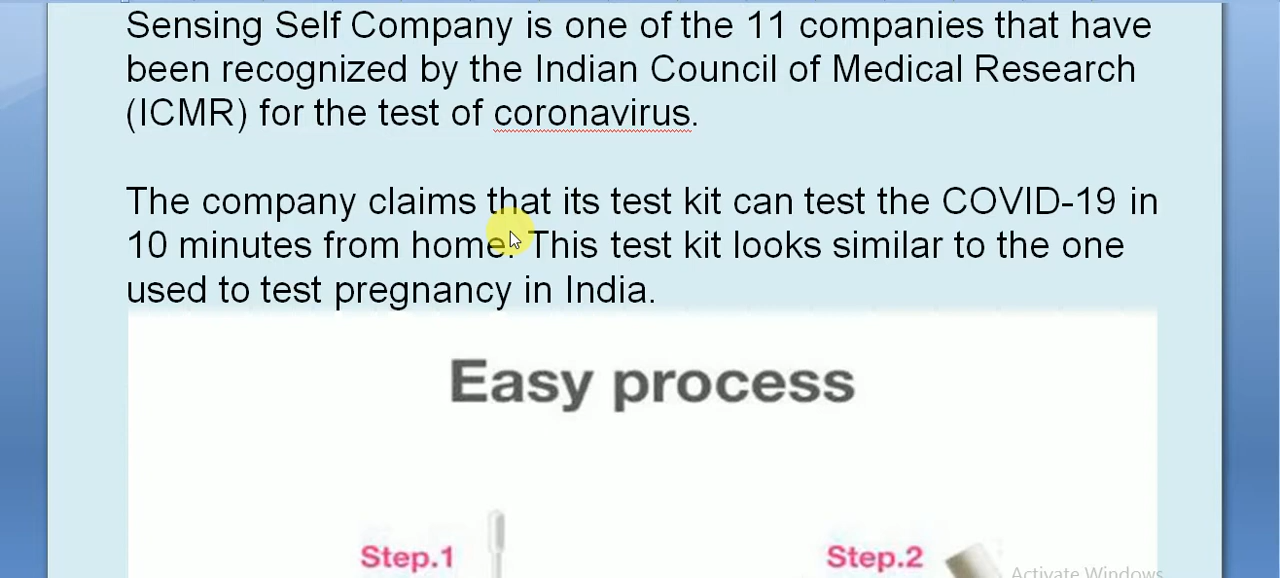 Sensing Self Company is one of the 11 companies that have
been recognized by the Indian Council of Medical Research
(ICMR) for the test of coronavirus.
The company claims that its test kit can test the COVID-19 in
10 minutes from home. This test kit looks similar to the one
used to test pregnancy in India.
Easy process
Step.1
Step.2
Activate Windows